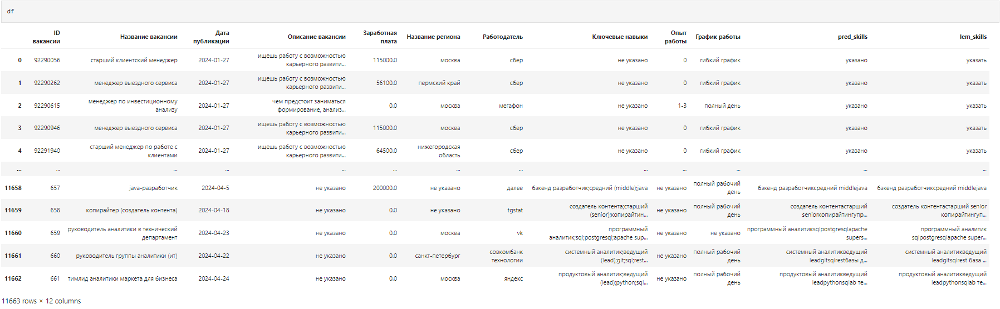 df
ID вакансии Название вакансии Дата публикации Описание вакансии Заработная плата Название региона Работодатель Ключевые навыки Опыт работы График работы pred_skills lem_skills
0 92290056 старший клиентский менеджер 2024-01-27 ищешь работу с возможностью карьерного развити... 115000.0 москва сбер не указано 0 гибкий график указано указать
1 92290262 менеджер выездного сервиса 2024-01-27 ищешь работу с возможностью карьерного развити... 56100.0 пермский край сбер не указано 0 гибкий график указано указать
2 92290615 менеджер по инвестиционному анализу 2024-01-27 чем предстоит заниматься формирование, анализ... 0.0 москва мегафон не указано 1-3 полный день указано указать
3 92290946 менеджер выездного сервиса 2024-01-27 ищешь работу с возможностью карьерного развити... 115000.0 москва сбер не указано 0 гибкий график указано указать
4 92291940 старший менеджер по работе с клиентами 2024-01-27 ищешь работу с возможностью карьерного развити... 64500.0 нижегородская область сбер не указано 0 гибкий график указано указать
... ... ... ... ... ... ... ... ... ... ... ... ...
11658 657 java-разработчик 2024-04-5 не указано 200000.0 не указано далее бэкенд разработчик;средний (middle);java не указано полный рабочий день бэкенд разработчиксредний middlejava бэкенд разработчиксредний middlejava
11659 658 копирайтер (создатель контента) 2024-04-18 не указано 0.0 не указано tgstat создатель контента;старший (senior);копирайтин... не указано полный рабочий день создатель контентастарший seniorкопирайтингупр... создатель контентастарший senior копирайтингуп...
11660 659 руководитель аналитики в технический департамент 2024-04-23 не указано 0.0 москва vk программный аналитик;sql;postgresql;apache sup... не указано не указано программный аналитикsqlpostgresqlapache supers... программный аналитик sqlpostgresqlapache super...
11661 660 руководитель группы аналитики (ит) 2024-04-22 не указано 0.0 санкт-петербург совкомбанк технологии системный аналитик;ведущий (lead);git;sql;rest... не указано полный рабочий день системный аналитикведущий leadgitsqlrestбазы д... системный аналитикведущий leadgitsqlrest база ...
11662 661 тимлид аналитики маркета для бизнеса 2024-04-24 не указано 0.0 москва яндекс продуктовый аналитик;ведущий (lead);python;sql... не указано полный рабочий день продуктовый аналитикведущий leadpythonsqlab те... продуктовый аналитикведущий leadpythonsqlab те...
11663 rows × 12 columns